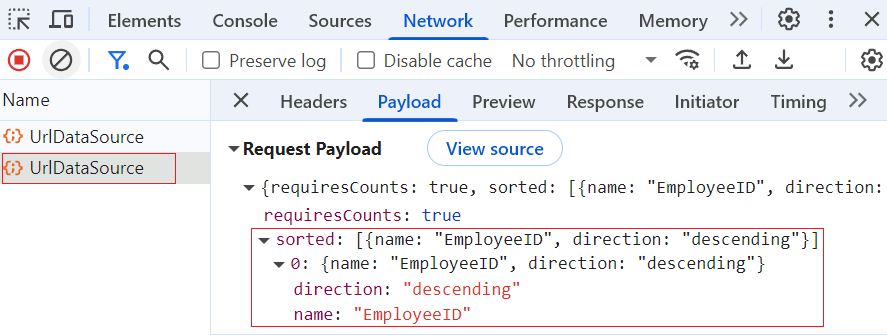 Elements Console Sources Network Performance Memory
Preserve log Disable cache No throttling
Name
Headers Payload Preview Response Initiator Timing
UrlDataSource
UrlDataSource
Request Payload View source
{requiresCounts: true, sorted: [{name: "EmployeeID", direction:
requiresCounts: true
sorted: [{name: "EmployeeID", direction: "descending"}]
0: {name: "EmployeeID", direction: "descending"}
direction: "descending"
name: "EmployeeID"